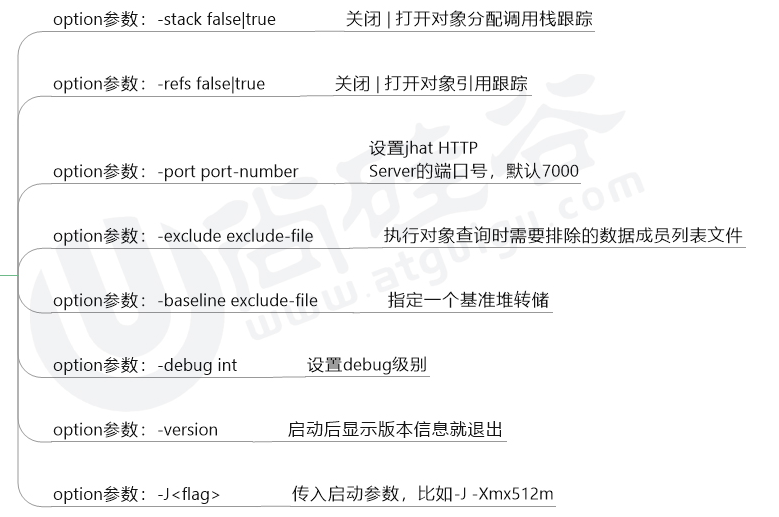 option参数：-stack false|true 关闭 | 打开对象分配调用栈跟踪
option参数：-refs false|true 关闭 | 打开对象引用跟踪
设置jhat HTTP
option参数：-port port-number Server的端口号，默认7000
option参数：-exclude exclude-file 执行对象查询时需要排除的数据成员列表文件
option参数：-baseline exclude-file 指定一个基准堆转储
option参数：-debug int 设置debug级别
option参数：-version 启动后显示版本信息就退出
option参数：-J<flag> 传入启动参数，比如-J -Xmx512m
尚硅谷
www.atguigu.com